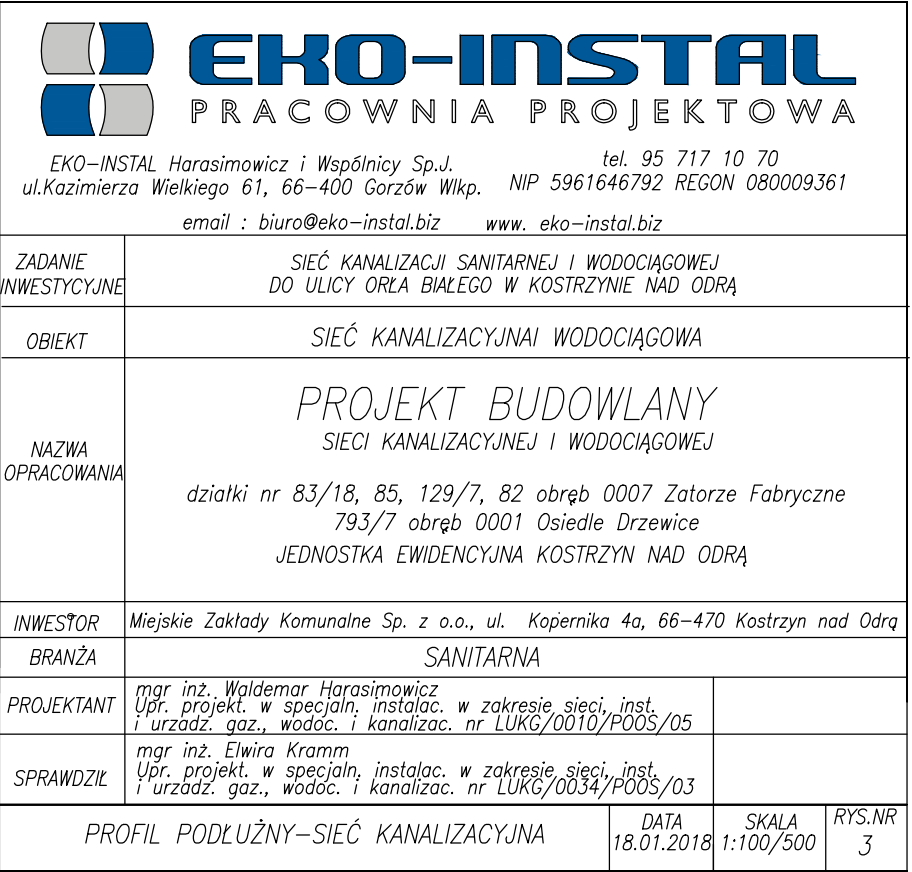 EKO-INSTAL
PRACOWNIA PROJEKTOWA
EKO-INSTAL Harasimowicz i Wspólnicy Sp.J.
ul.Kazimierza Wielkiego 61, 66-400 Gorzów Wlkp.
tel. 95 717 10 70
NIP 5961646792 REGON 080009361
email : biuro@eko-instal.biz www. eko-instal.biz
ZADANIE
INWESTYCYJNE
SIEĆ KANALIZACJI SANITARNEJ I WODOCIĄGOWEJ
DO ULICY ORŁA BIAŁEGO W KOSTRZYNIE NAD ODRĄ
OBIEKT
SIEĆ KANALIZACYJNAI WODOCIĄGOWA
NAZWA
OPRACOWANIA
PROJEKT BUDOWLANY
SIECI KANALIZACYJNEJ I WODOCIĄGOWEJ
działki nr 83/18, 85, 129/7, 82 obręb 0007 Zatorze Fabryczne
793/7 obręb 0001 Osiedle Drzewice
JEDNOSTKA EWIDENCYJNA KOSTRZYN NAD ODRĄ
INWESTOR
Miejskie Zakłady Komunalne Sp. z o.o., ul. Kopernika 4a, 66-470 Kostrzyn nad Odrą
BRANŻA
SANITARNA
PROJEKTANT
mgr inż. Waldemar Harasimowicz
Upr. projekt. w specjaln. instalac. w zakresie sieci, inst.
i urządz. gaz., wodoc. i kanalizac. nr LUKG/0010/POOS/05
SPRAWDZIŁ
mgr inż. Elwira Kramm
Upr. projekt. w specjaln. instalac. w zakresie sieci, inst.
i urządz. gaz., wodoc. i kanalizac. nr LUKG/0034/POOS/03
PROFIL PODŁUŻNY-SIEĆ KANALIZACYJNA
DATA
18.01.2018
SKALA
1:100/500
RYS.NR
3